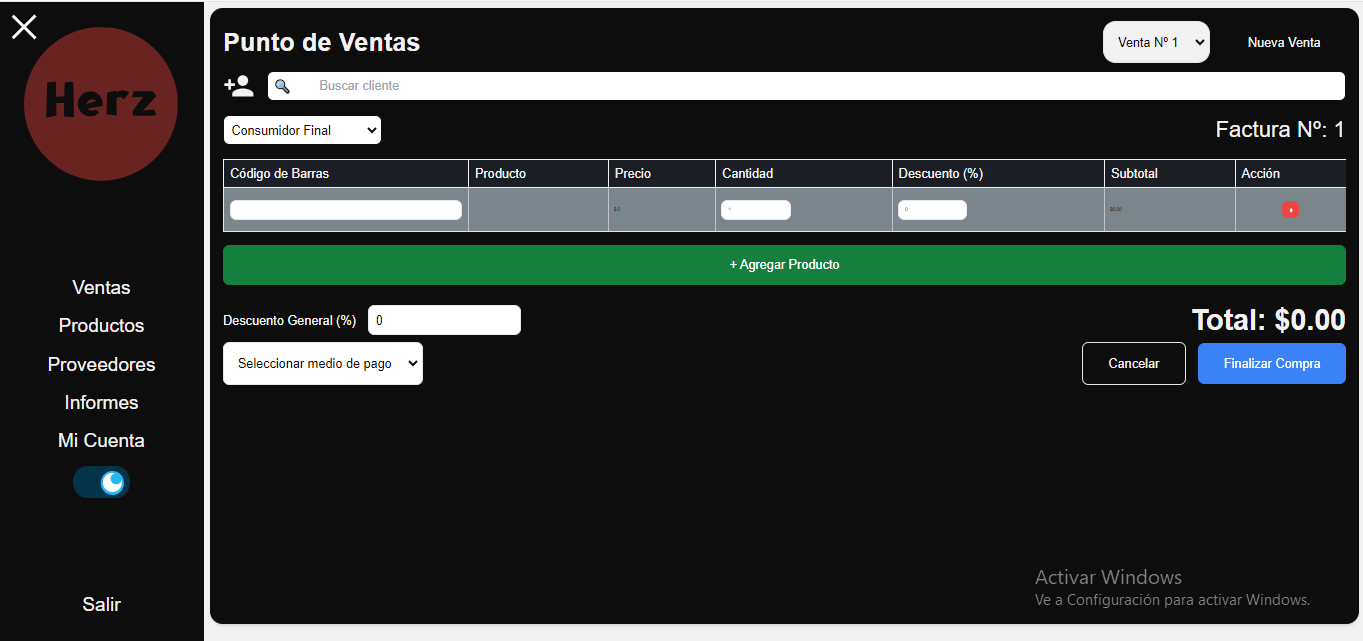 Herz
Ventas
Productos
Proveedores
Informes
Mi Cuenta
Salir
Punto de Ventas
Venta Nº 1
Nueva Venta
Buscar cliente
Consumidor Final
Factura Nº: 1
Código de Barras Producto Precio Cantidad Descuento (%) Subtotal Acción
$0 1 0 $0.00
+ Agregar Producto
Descuento General (%) 0
Total: $0.00
Seleccionar medio de pago
Cancelar
Finalizar Compra
Activar Windows
Ve a Configuración para activar Windows.